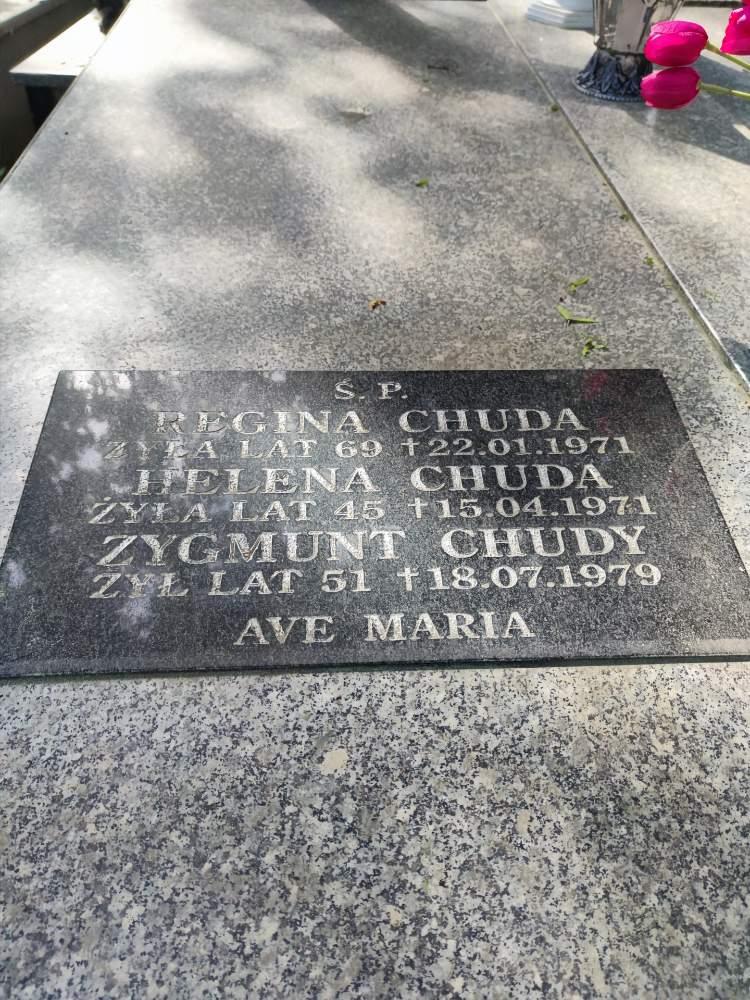 Ś. P.
REGINA CHUDA
ŻYŁA LAT 69 †22.01.1971
HELENA CHUDA
ŻYŁA LAT 45 †15.04.1971
ZYGMUNT CHUDY
ŻYŁ LAT 51 †18.07.1979
AVE MARIA